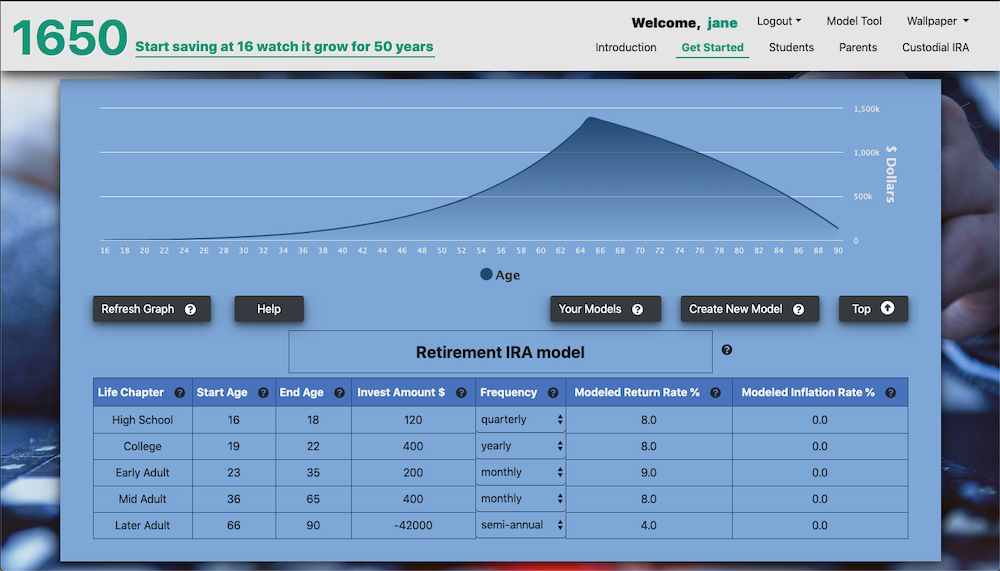 1650 Start saving at 16 watch it grow for 50 years
Welcome, jane Logout Model Tool Wallpaper
Introduction Get Started Students Parents Custodial IRA
1,500k
1,000k
500k
0
$ Dollars
16 18 20 22 24 26 28 30 32 34 36 38 40 42 44 46 48 50 52 54 56 58 60 62 64 66 68 70 72 74 76 78 80 82 84 86 88 90
Age
Refresh Graph ? Help Your Models ? Create New Model ? Top
Retirement IRA model ?
Life Chapter ? Start Age ? End Age ? Invest Amount $ ? Frequency ? Modeled Return Rate % ? Modeled Inflation Rate % ?
High School 16 18 120 quarterly 8.0 0.0
College 19 22 400 yearly 8.0 0.0
Early Adult 23 35 200 monthly 9.0 0.0
Mid Adult 36 65 400 monthly 8.0 0.0
Later Adult 66 90 -42000 semi-annual 4.0 0.0